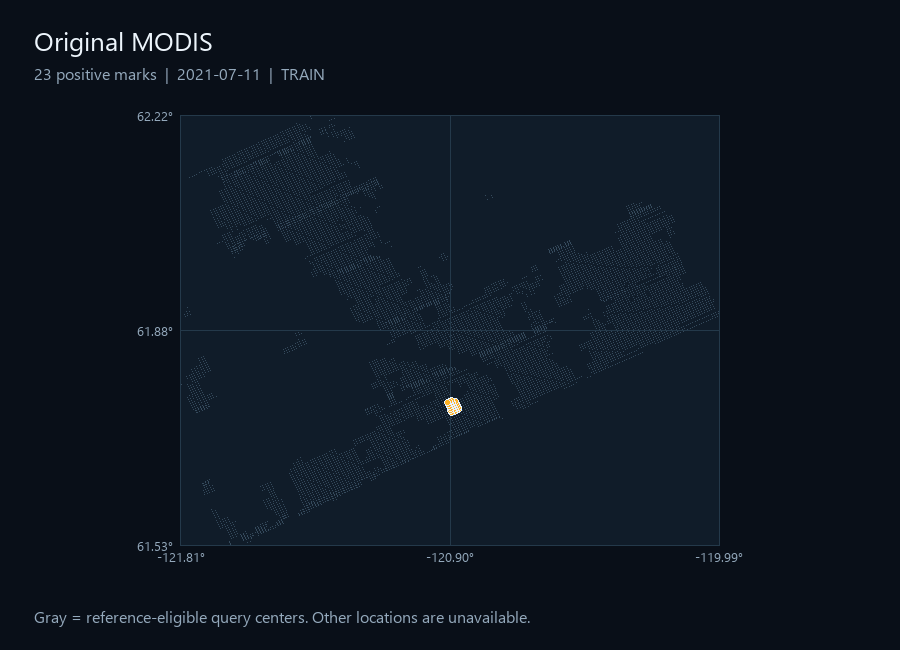 Original MODIS
23 positive marks | 2021-07-11 | TRAIN
62.22°
61.88°
61.53°
-121.81°
-120.90°
-119.99°
Gray = reference-eligible query centers. Other locations are unavailable.